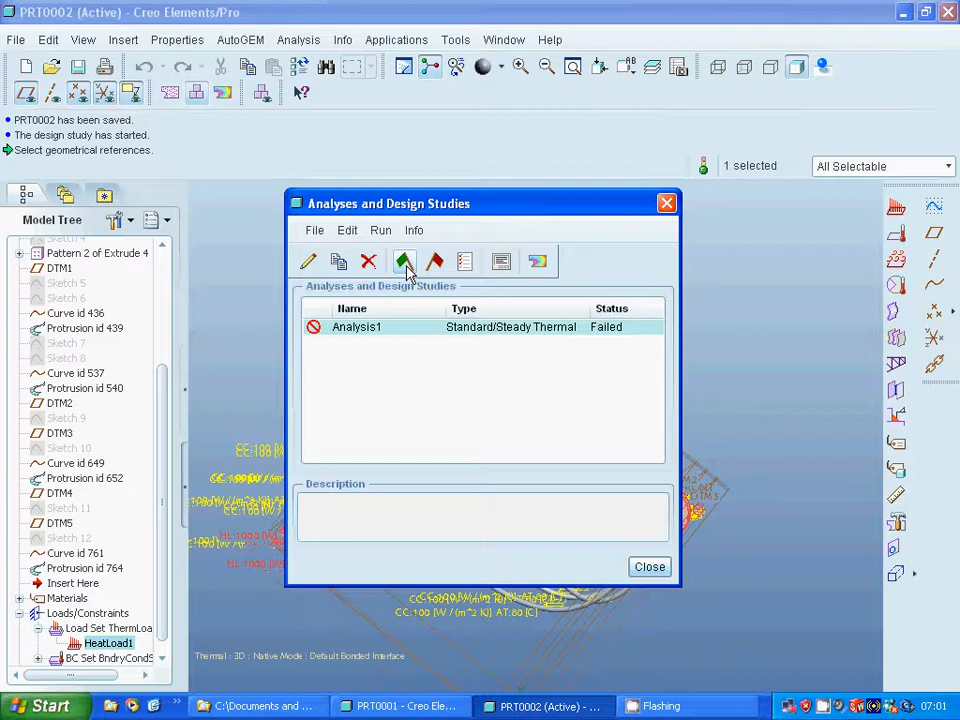 PRT0002 (Active) - Creo Elements/Pro
File Edit View Insert Properties AutoGEM Analysis Info Applications Tools Window Help
PRT0002 has been saved.
The design study has started.
Select geometrical references.
1 selected
All Selectable
Model Tree
Sketch 4
Pattern 2 of Extrude 4
DTM1
Sketch 5
Sketch 6
Curve id 436
Protrusion id 439
Sketch 7
Sketch 8
Curve id 537
Protrusion id 540
DTM2
Sketch 9
DTM3
Sketch 10
Curve id 649
Protrusion id 652
DTM4
Sketch 11
DTM5
Sketch 12
Curve id 761
Protrusion id 764
Insert Here
Materials
Loads/Constraints
Load Set ThermLoa
HeatLoad1
BC Set BndryCondS
Analyses and Design Studies
File Edit Run Info
Analyses and Design Studies
Name Type Status
Analysis1 Standard/Steady Thermal Failed
Description
Close
CC:100 [W /(m^2 K)] AT:80 [C]
Thermal : 3D : Native Mode : Default Bonded Interface
Start
C:\Documents and ...
PRT0001 - Creo Ele...
PRT0002 (Active) - ...
Flashing
07:01